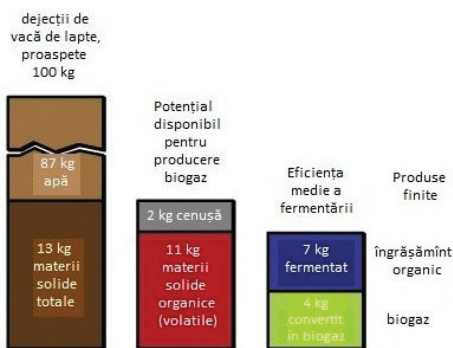 dejecții de
vacă de lapte,
proaspete
100 kg
87 kg
apă
13 kg
materii
solide
totale
Potențial
disponibil
pentru
producere
biogaz
2 kg cenușă
11 kg
materii
solide
organice
(volatile)
Eficiența
medie a
fermentării
7 kg
fermentat
4 kg
convertit
în biogaz
Produse
finite
îngrășămînt
organic
biogaz